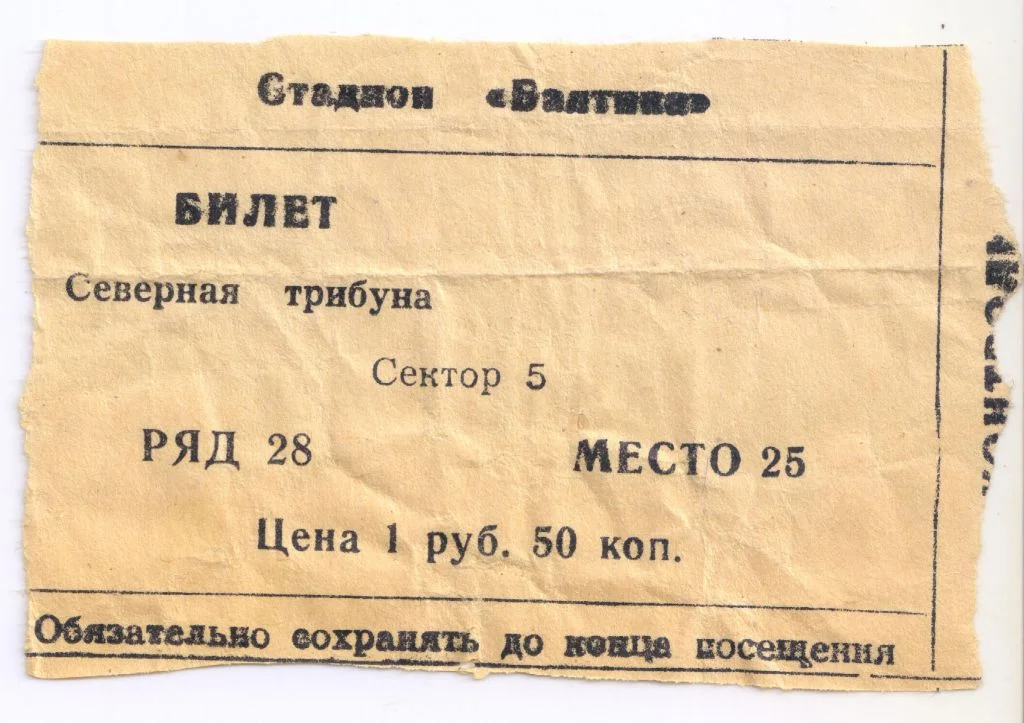 Стадион «Балтика»
БИЛЕТ
Северная трибуна
Сектор 5
РЯД 28 МЕСТО 25
Цена 1 руб. 50 коп.
Обязательно сохранять до конца посещения